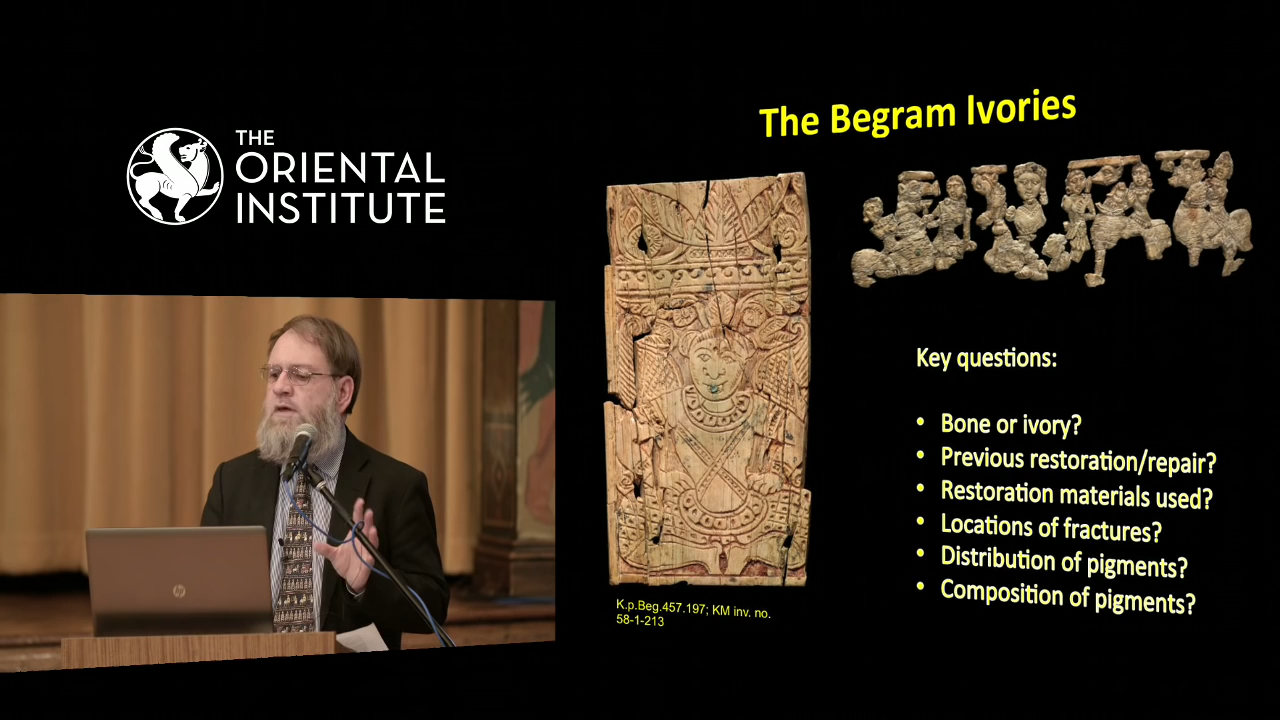 THE
ORIENTAL
INSTITUTE
The Begram Ivories
Key questions:
• Bone or ivory?
• Previous restoration/repair?
• Restoration materials used?
• Locations of fractures?
• Distribution of pigments?
• Composition of pigments?
K.p.Beg.457.197; KM inv. no.
58-1-213
hp